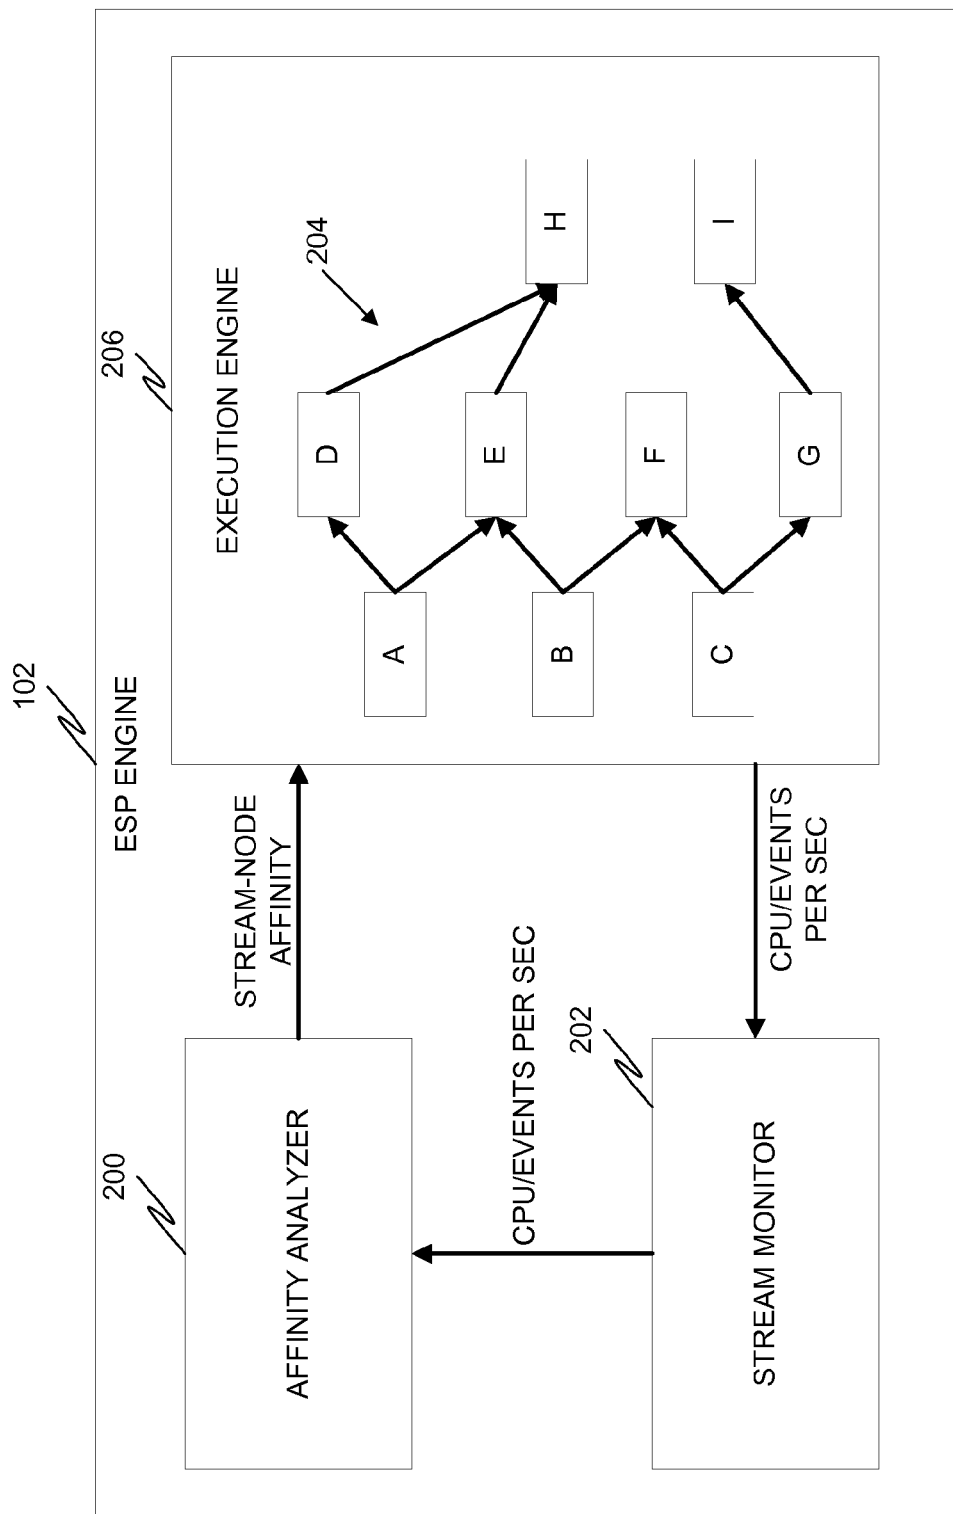 102
ESP ENGINE
200
AFFINITY ANALYZER
STREAM-NODE
AFFINITY
206
EXECUTION ENGINE
204
A
B
C
D
E
F
G
H
I
CPU/EVENTS PER SEC
202
STREAM MONITOR
CPU/EVENTS
PER SEC